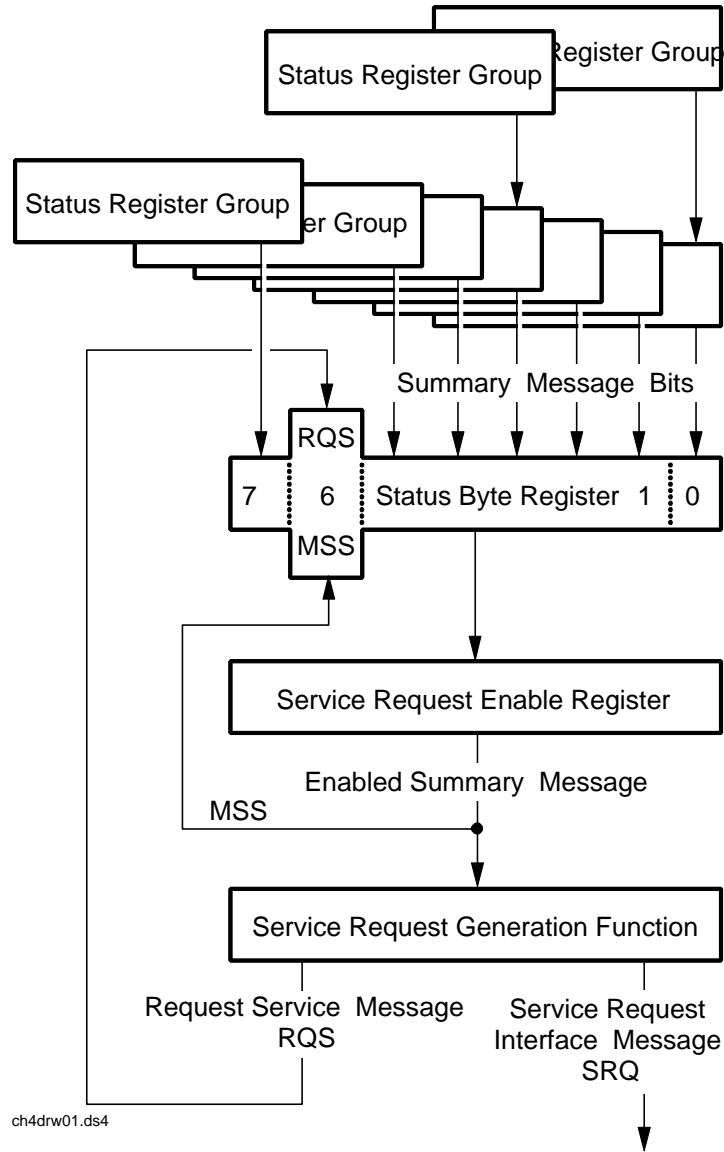 Register Group
Status Register Group
Status Register Group
er Group
Summary Message Bits
RQS
7 6 Status Byte Register 1 0
MSS
Service Request Enable Register
Enabled Summary Message
MSS
Service Request Generation Function
Request Service Message
RQS
Service Request
Interface Message
SRQ
ch4drw01.ds4